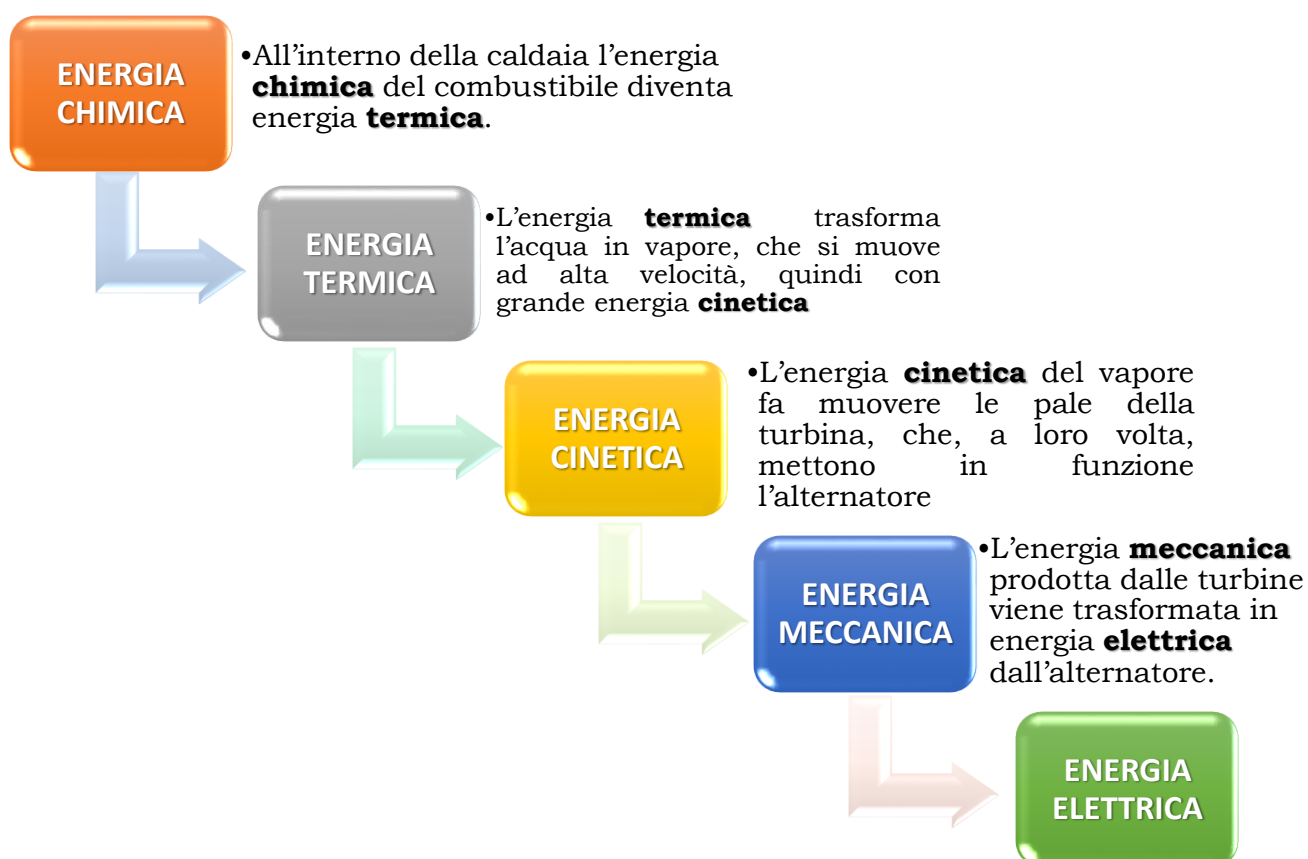 ENERGIA
CHIMICA
•All’interno della caldaia l’energia
chimica del combustibile diventa
energia termica.
ENERGIA
TERMICA
•L’energia termica trasforma
l’acqua in vapore, che si muove
ad alta velocità, quindi con
grande energia cinetica
ENERGIA
CINETICA
•L’energia cinetica del vapore
fa muovere le pale della
turbina, che, a loro volta,
mettono in funzione
l’alternatore
ENERGIA
MECCANICA
•L’energia meccanica
prodotta dalle turbine
viene trasformata in
energia elettrica
dall’alternatore.
ENERGIA
ELETTRICA